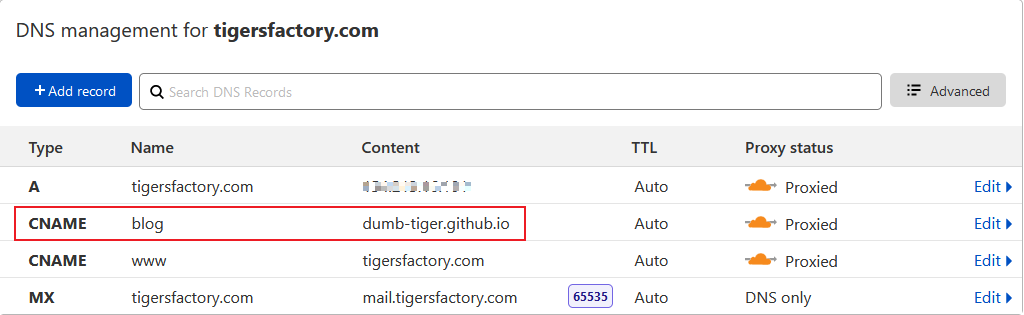 DNS management for tigersfactory.com
+ Add record Search DNS Records Advanced
Type Name Content TTL Proxy status
A tigersfactory.com Auto Proxied Edit
CNAME blog dumb-tiger.github.io Auto Proxied Edit
CNAME www tigersfactory.com Auto Proxied Edit
MX tigersfactory.com mail.tigersfactory.com 65535 Auto DNS only Edit